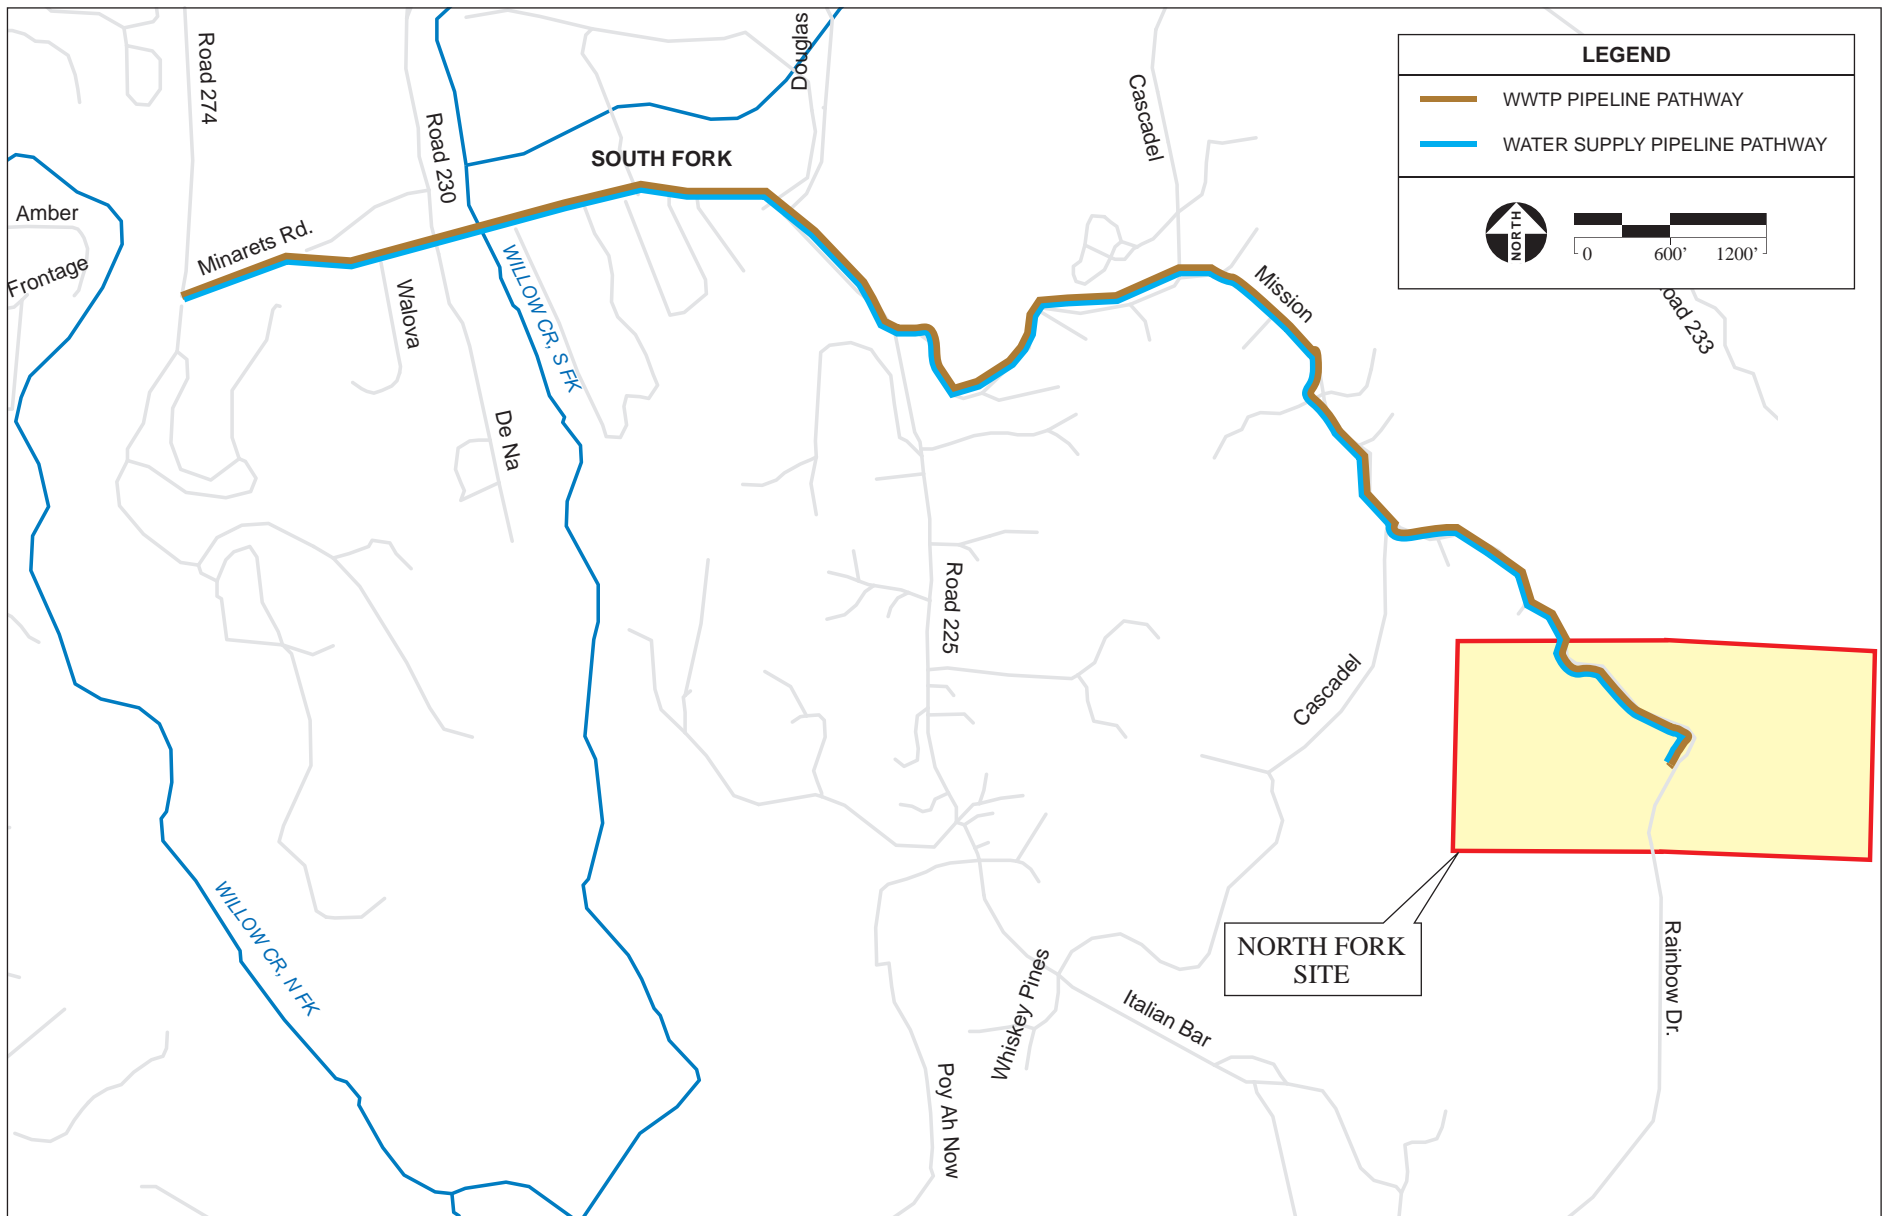 LEGEND
WWTP PIPELINE PATHWAY
WATER SUPPLY PIPELINE PATHWAY
NORTH
0 600’ 1200’
Road 274
Road 230
Douglas
Cascadel
SOUTH FORK
Amber
Frontage
Minarets Rd.
Walova
WILLOW CR, S FK
De Na
Mission
oad 233
Road 225
Cascadel
WILLOW CR, N FK
NORTH FORK
SITE
Rainbow Dr.
Whiskey Pines
Italian Bar
Poy Ah Now